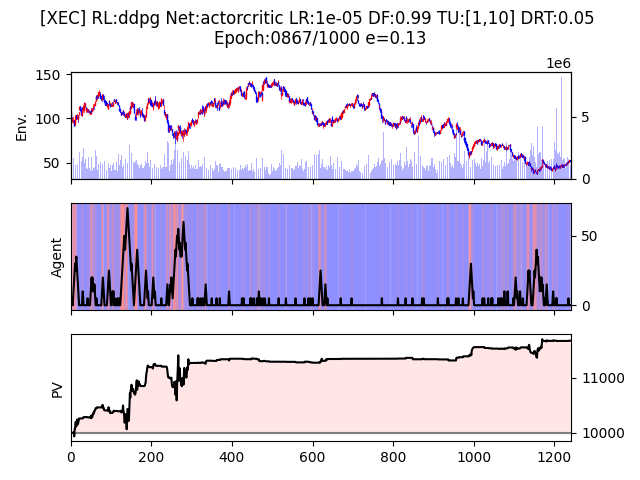 [XEC] RL:ddpg Net:actorcritic LR:1e-05 DF:0.99 TU:[1,10] DRT:0.05
Epoch:0867/1000 e=0.13
1e6
150
100
50
Env.
5
0
Agent
50
0
PV
11000
10000
0
200
400
600
800
1000
1200